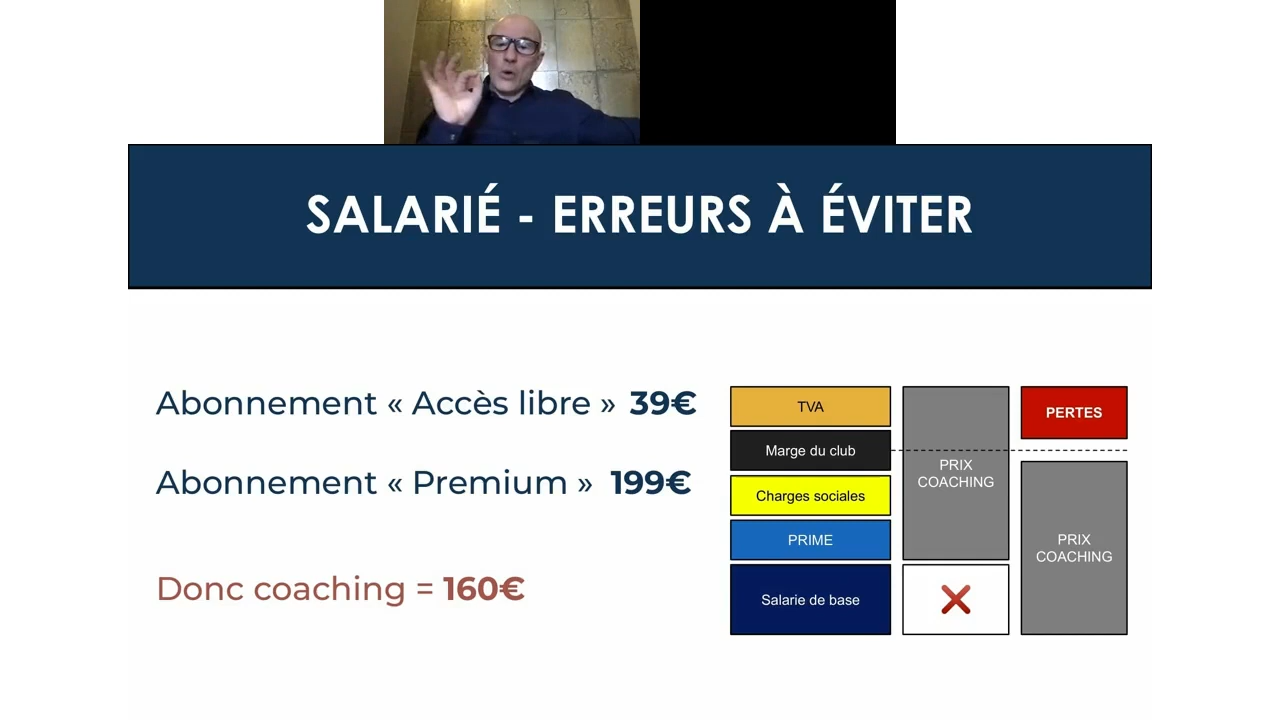 SALARIÉ - ERREURS À ÉVITER
Abonnement « Accès libre » 39€
Abonnement « Premium » 199€
Donc coaching = 160€
TVA
Marge du club
Charges sociales
PRIME
Salarie de base
PRIX
COACHING
PERTES
PRIX
COACHING